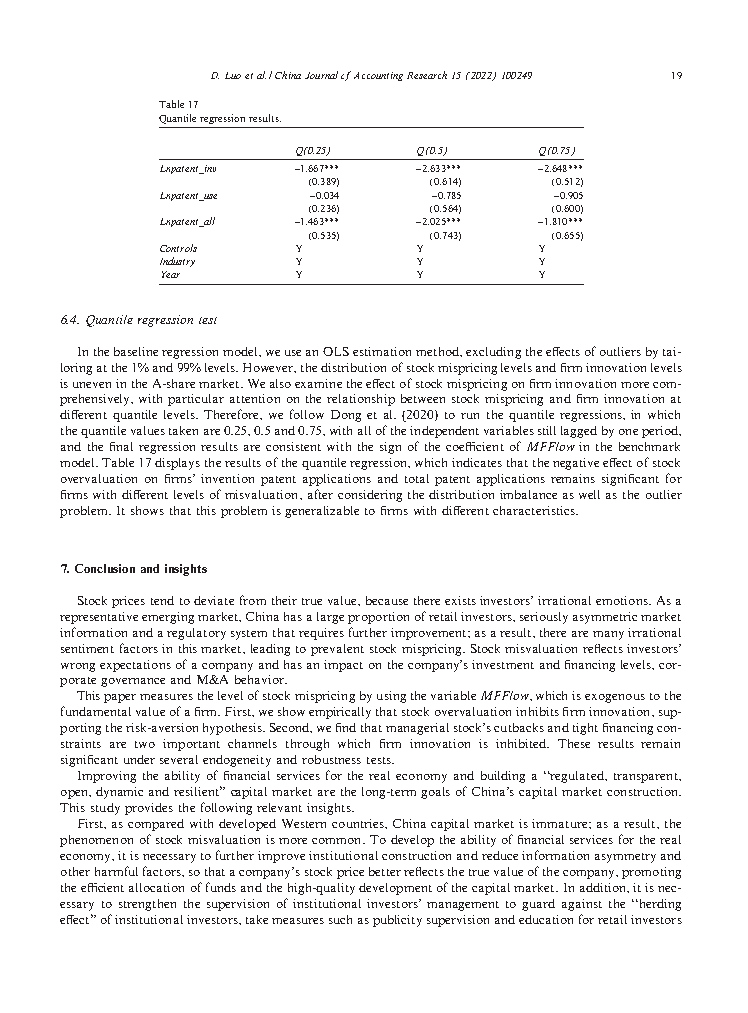 D. Luo et al. / China Journal of Accounting Research 15 (2022) 100249 19
Table 17
Quantile regression results.
Q(0.25) Q(0.5) Q(0.75)
Lnpatent_inv −1.667*** −2.633*** −2.648***
(0.389) (0.614) (0.512)
Lnpatent_use −0.034 −0.785 −0.905
(0.236) (0.564) (0.600)
Lnpatent_all −1.463*** −2.025*** −1.810***
(0.535) (0.743) (0.655)
Controls Y Y Y
Industry Y Y Y
Year Y Y Y
6.4. Quantile regression test
In the baseline regression model, we use an OLS estimation method, excluding the effects of outliers by tai-
loring at the 1% and 99% levels. However, the distribution of stock mispricing levels and firm innovation levels
is uneven in the A-share market. We also examine the effect of stock mispricing on firm innovation more com-
prehensively, with particular attention on the relationship between stock mispricing and firm innovation at
different quantile levels. Therefore, we follow Dong et al. (2020) to run the quantile regressions, in which
the quantile values taken are 0.25, 0.5 and 0.75, with all of the independent variables still lagged by one period,
and the final regression results are consistent with the sign of the coefficient of MFFlow in the benchmark
model. Table 17 displays the results of the quantile regression, which indicates that the negative effect of stock
overvaluation on firms' invention patent applications and total patent applications remains significant for
firms with different levels of misvaluation, after considering the distribution imbalance as well as the outlier
problem. It shows that this problem is generalizable to firms with different characteristics.
7. Conclusion and insights
Stock prices tend to deviate from their true value, because there exists investors' irrational emotions. As a
representative emerging market, China has a large proportion of retail investors, seriously asymmetric market
information and a regulatory system that requires further improvement; as a result, there are many irrational
sentiment factors in this market, leading to prevalent stock mispricing. Stock misvaluation reflects investors'
wrong expectations of a company and has an impact on the company's investment and financing levels, cor-
porate governance and M&A behavior.
This paper measures the level of stock mispricing by using the variable MFFlow, which is exogenous to the
fundamental value of a firm. First, we show empirically that stock overvaluation inhibits firm innovation, sup-
porting the risk-aversion hypothesis. Second, we find that managerial stock's cutbacks and tight financing con-
straints are two important channels through which firm innovation is inhibited. These results remain
significant under several endogeneity and robustness tests.
Improving the ability of financial services for the real economy and building a "regulated, transparent,
open, dynamic and resilient" capital market are the long-term goals of China's capital market construction.
This study provides the following relevant insights.
First, as compared with developed Western countries, China capital market is immature; as a result, the
phenomenon of stock misvaluation is more common. To develop the ability of financial services for the real
economy, it is necessary to further improve institutional construction and reduce information asymmetry and
other harmful factors, so that a company's stock price better reflects the true value of the company, promoting
the efficient allocation of funds and the high-quality development of the capital market. In addition, it is nec-
essary to strengthen the supervision of institutional investors' management to guard against the "herding
effect" of institutional investors, take measures such as publicity supervision and education for retail investors